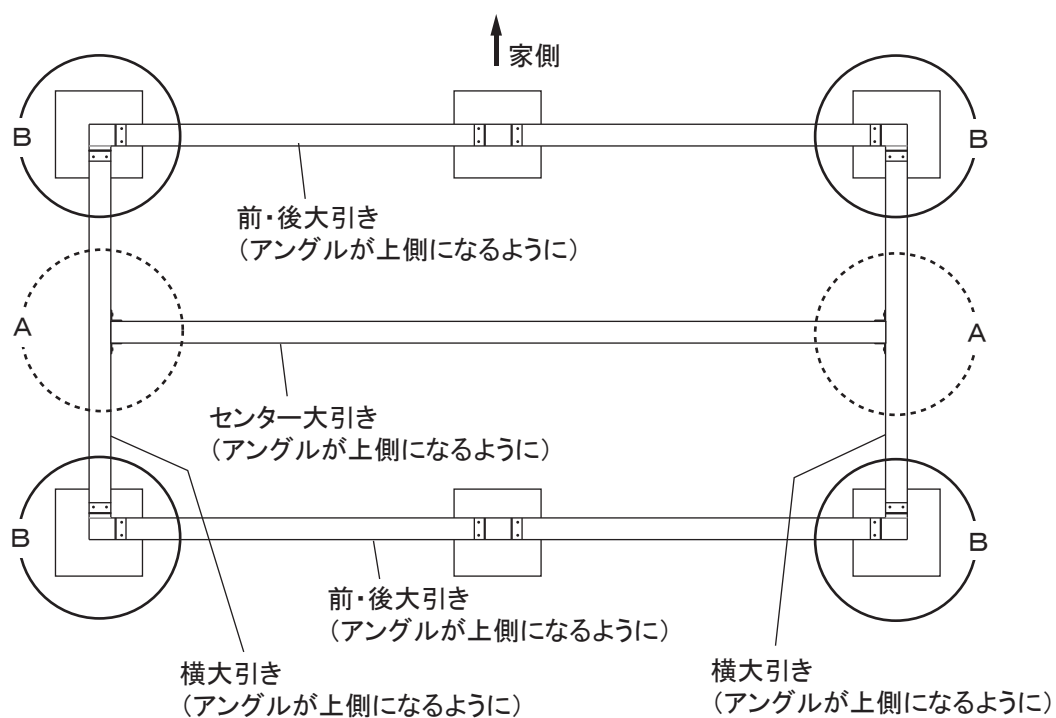 家側
B
B
前・後大引き
（アングルが上側になるように）
A
A
センター大引き
（アングルが上側になるように）
B
B
前・後大引き
（アングルが上側になるように）
横大引き
（アングルが上側になるように）
横大引き
（アングルが上側になるように）